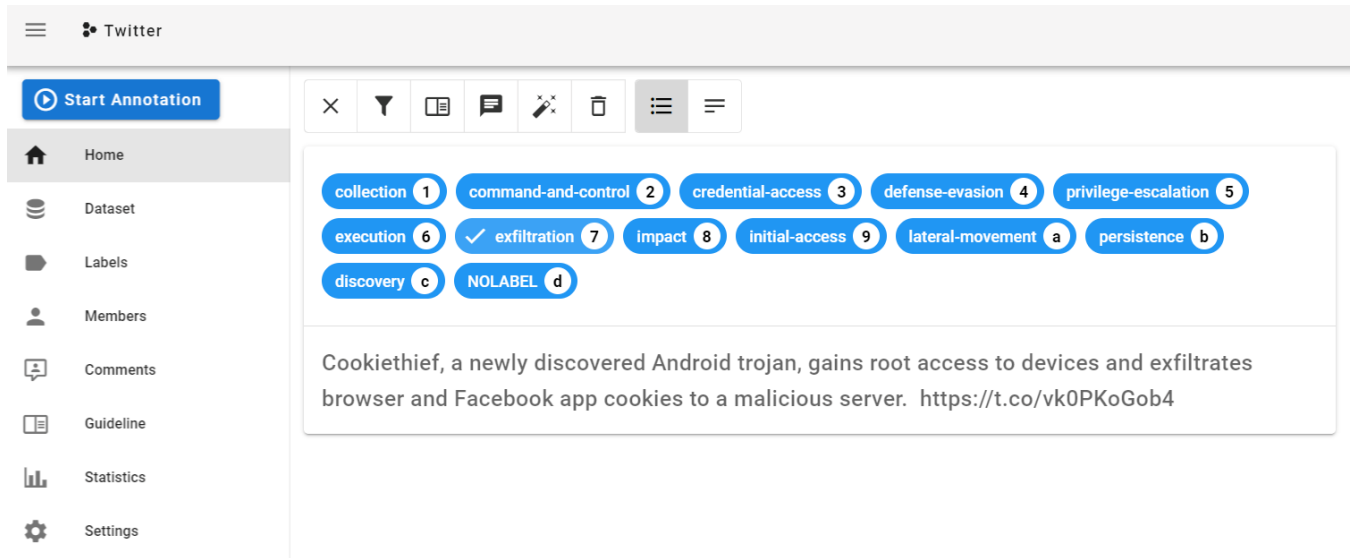 Twitter
Start Annotation
Home
Dataset
Labels
Members
Comments
Guideline
Statistics
Settings
collection 1 command-and-control 2 credential-access 3 defense-evasion 4 privilege-escalation 5
execution 6 exfiltration 7 impact 8 initial-access 9 lateral-movement a persistence b
discovery c NOLABEL d
Cookiethief, a newly discovered Android trojan, gains root access to devices and exfiltrates
browser and Facebook app cookies to a malicious server. https://t.co/vk0PKoGob4